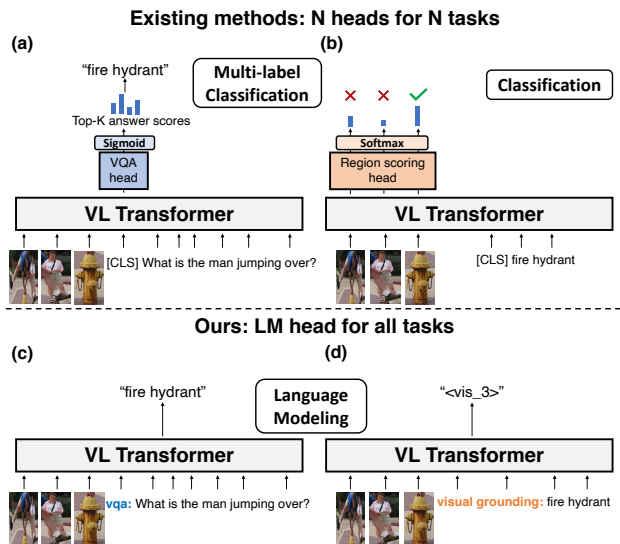 Existing methods: N heads for N tasks
(a)
"fire hydrant"
Top-K answer scores
Sigmoid
VQA
head
VL Transformer
[CLS] What is the man jumping over?
Multi-label
Classification
(b)
Classification
Softmax
Region scoring
head
VL Transformer
[CLS] fire hydrant
Ours: LM head for all tasks
(c)
"fire hydrant"
VL Transformer
vqa: What is the man jumping over?
Language
Modeling
(d)
"<vis_3>"
VL Transformer
visual grounding: fire hydrant